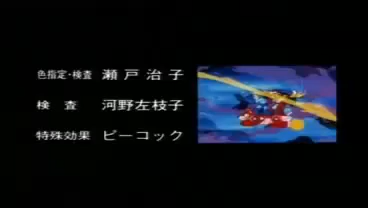 色指定・検査 瀬戸治子
検査 河野左枝子
特殊効果 ピーコック